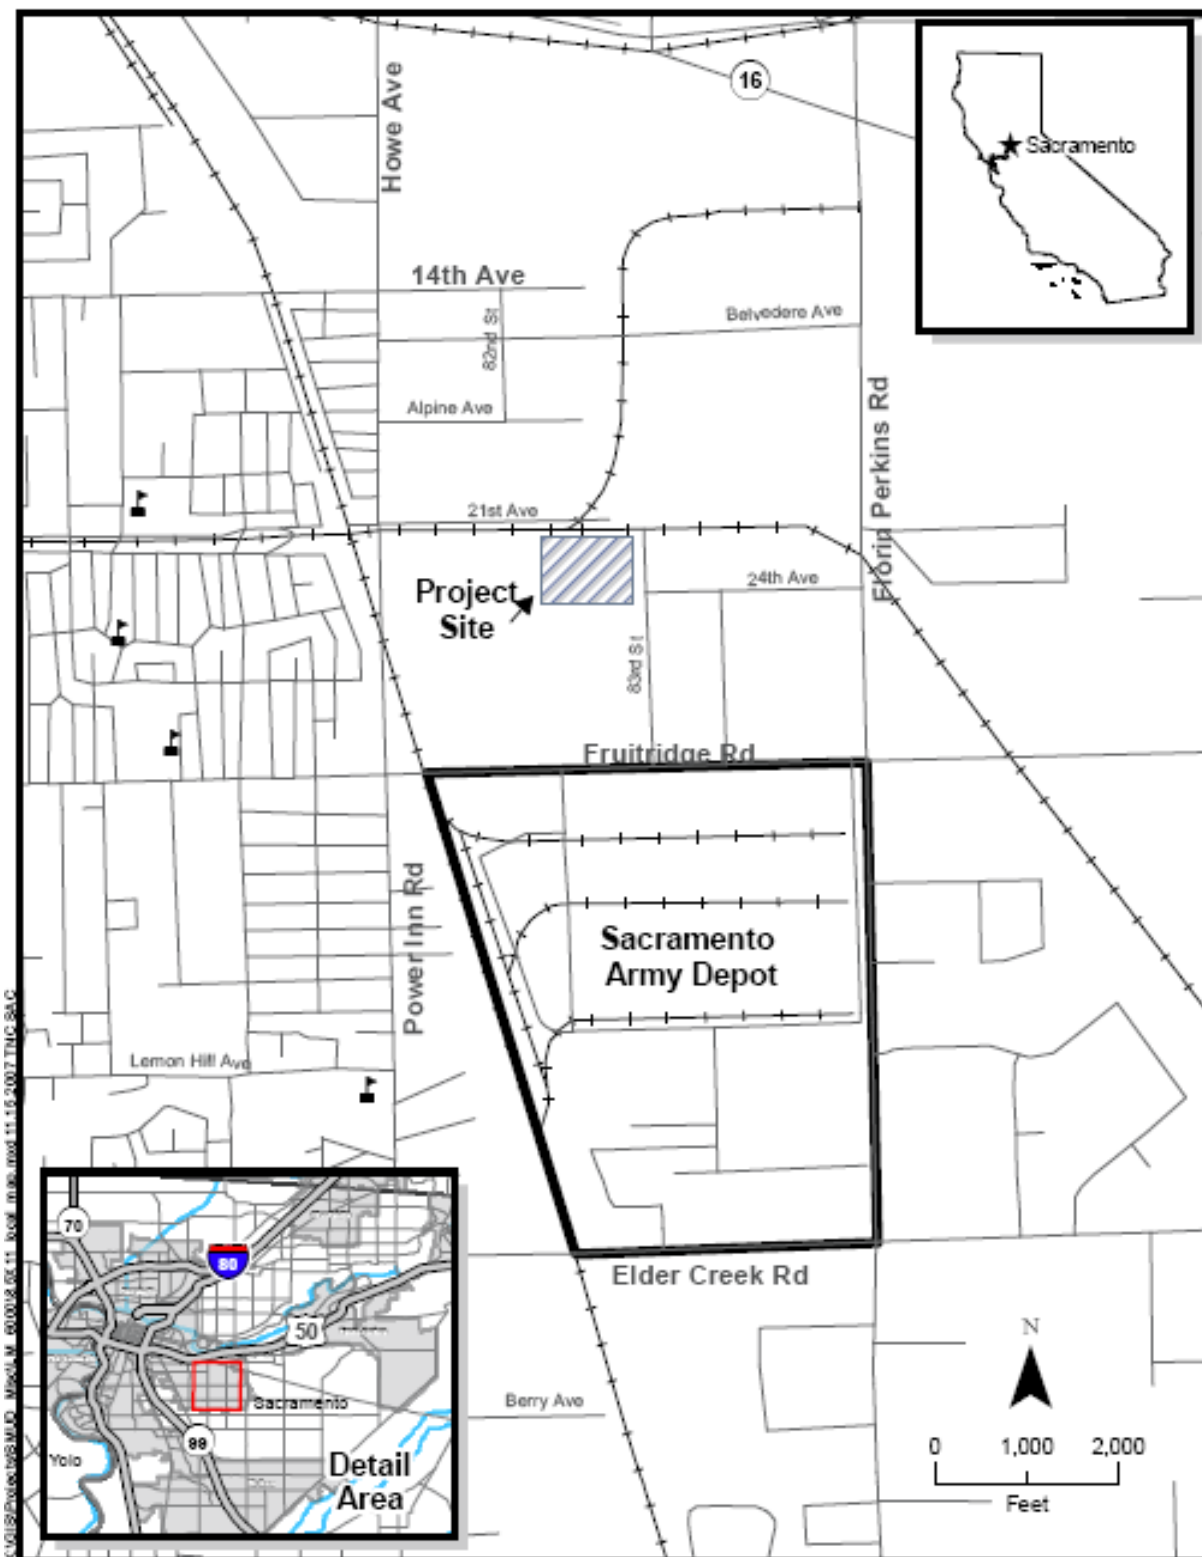 16
Howe Ave
Sacramento
14th Ave
82nd St
Belvedere Ave
Alpine Ave
Florin Perkins Rd
21st Ave
24th Ave
Project
Site
83rd St
Fruitridge Rd
Power Inn Rd
Sacramento
Army Depot
Lemon Hill Ave
70
80
50
Sacramento
99
Yolo
Detail
Area
Elder Creek Rd
Berry Ave
N
0 1,000 2,000
Feet